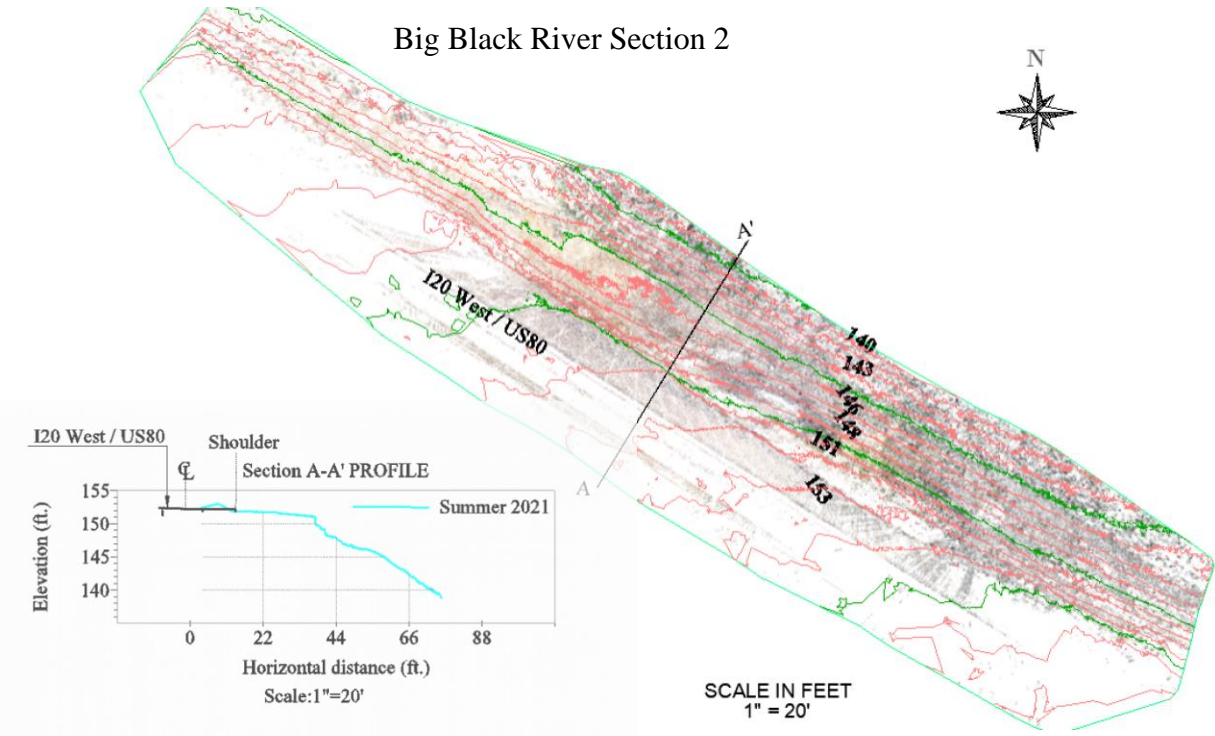 Big Black River Section 2
N
A'
I20 West / US80
140
143
146
148
151
153
A
I20 West / US80
Shoulder
℄
Section A-A' PROFILE
Summer 2021
155
150
145
140
Elevation (ft.)
0 22 44 66 88
Horizontal distance (ft.)
Scale:1"=20'
SCALE IN FEET
1" = 20'